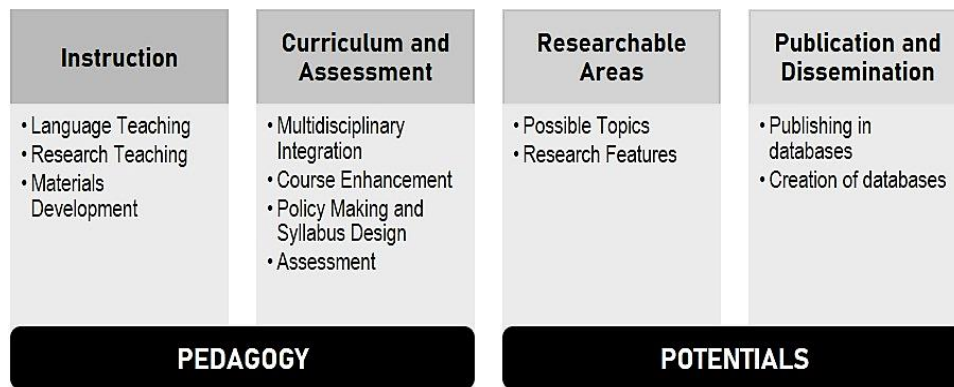 Instruction
• Language Teaching
• Research Teaching
• Materials
Development
Curriculum and
Assessment
• Multidisciplinary
Integration
• Course Enhancement
• Policy Making and
Syllabus Design
• Assessment
Researchable
Areas
• Possible Topics
• Research Features
Publication and
Dissemination
• Publishing in
databases
• Creation of databases
PEDAGOGY
POTENTIALS